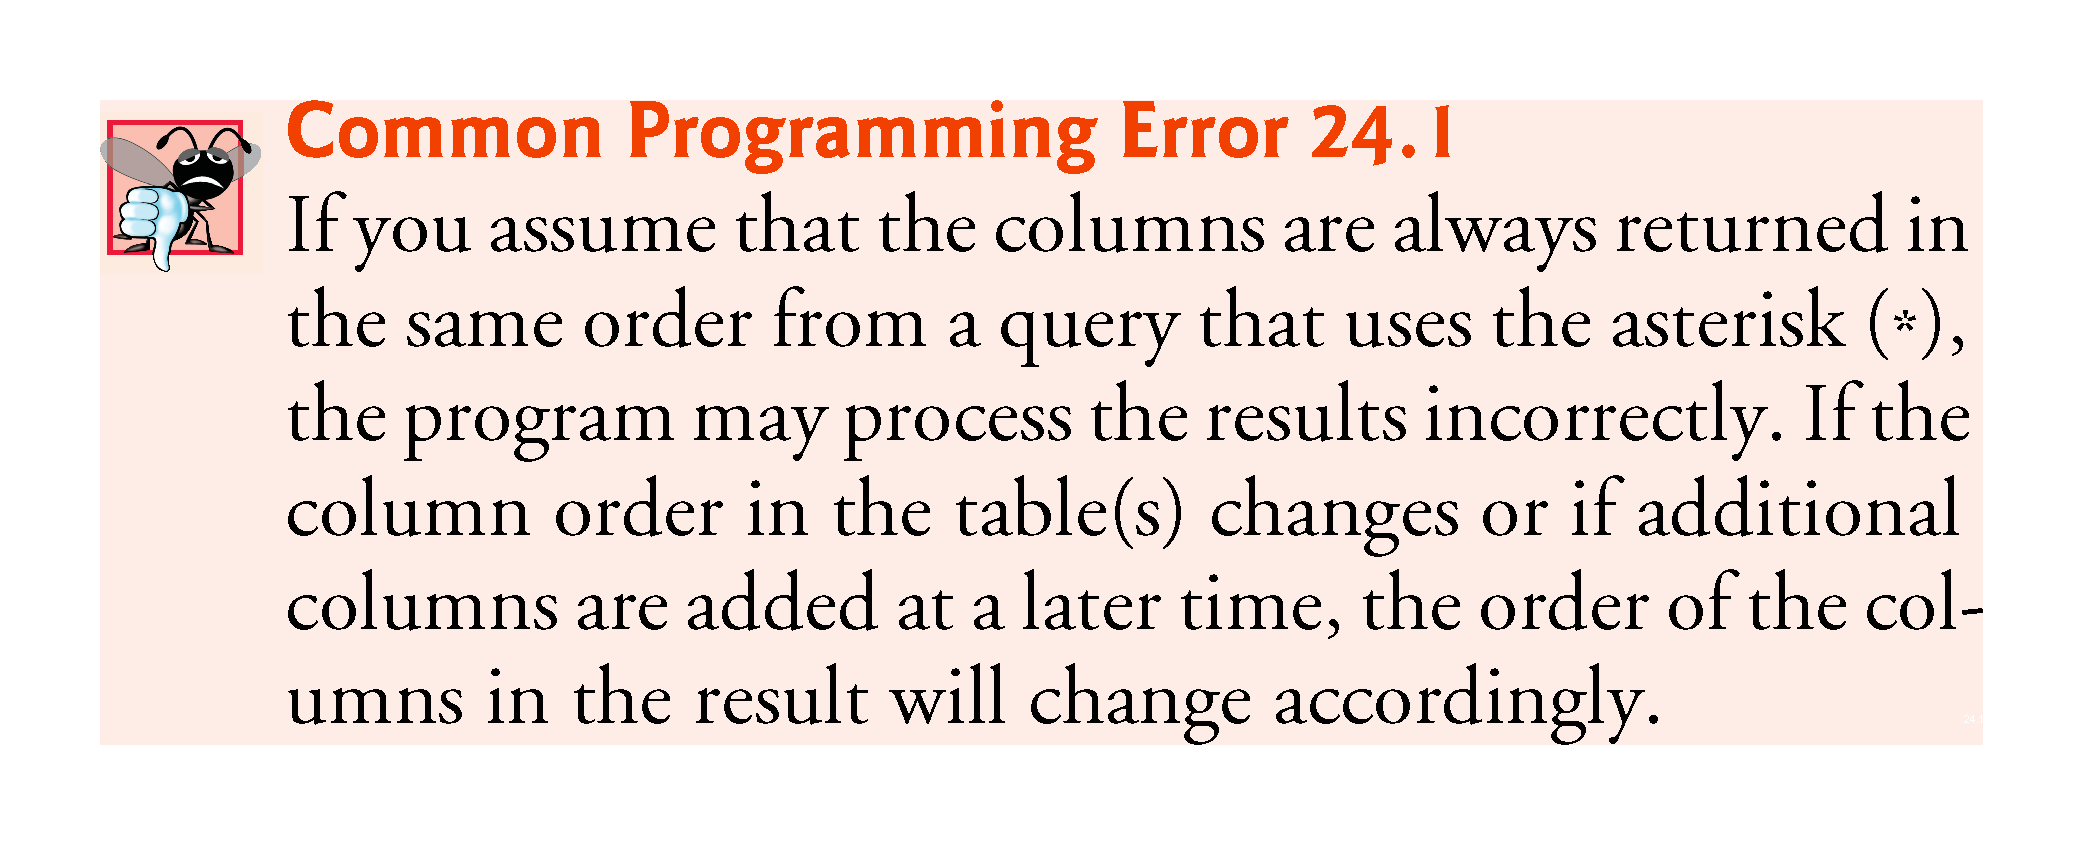 Common Programming Error 24.1
If you assume that the columns are always returned in
the same order from a query that uses the asterisk (*),
the program may process the results incorrectly. If the
column order in the table(s) changes or if additional
columns are added at a later time, the order of the col-
umns in the result will change accordingly.